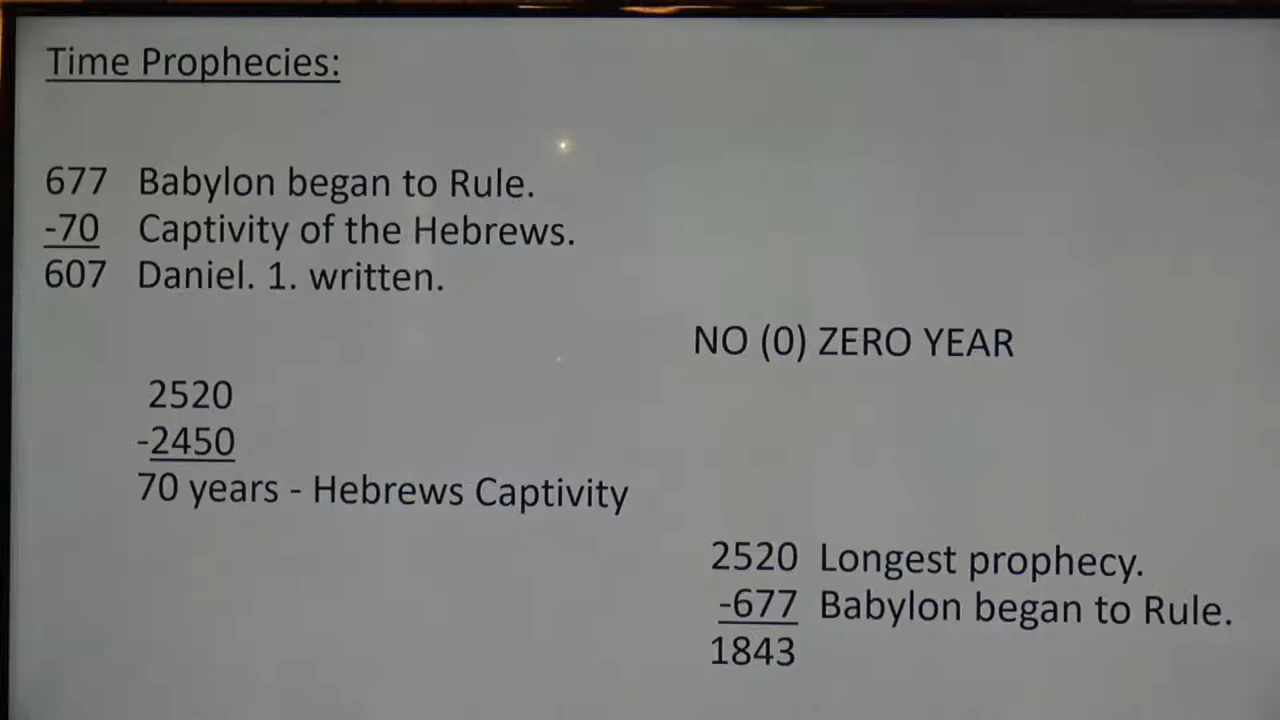 Time Prophecies:
677 Babylon began to Rule.
-70 Captivity of the Hebrews.
607 Daniel. 1. written.
NO (0) ZERO YEAR
2520
-2450
70 years - Hebrews Captivity
2520 Longest prophecy.
-677 Babylon began to Rule.
1843